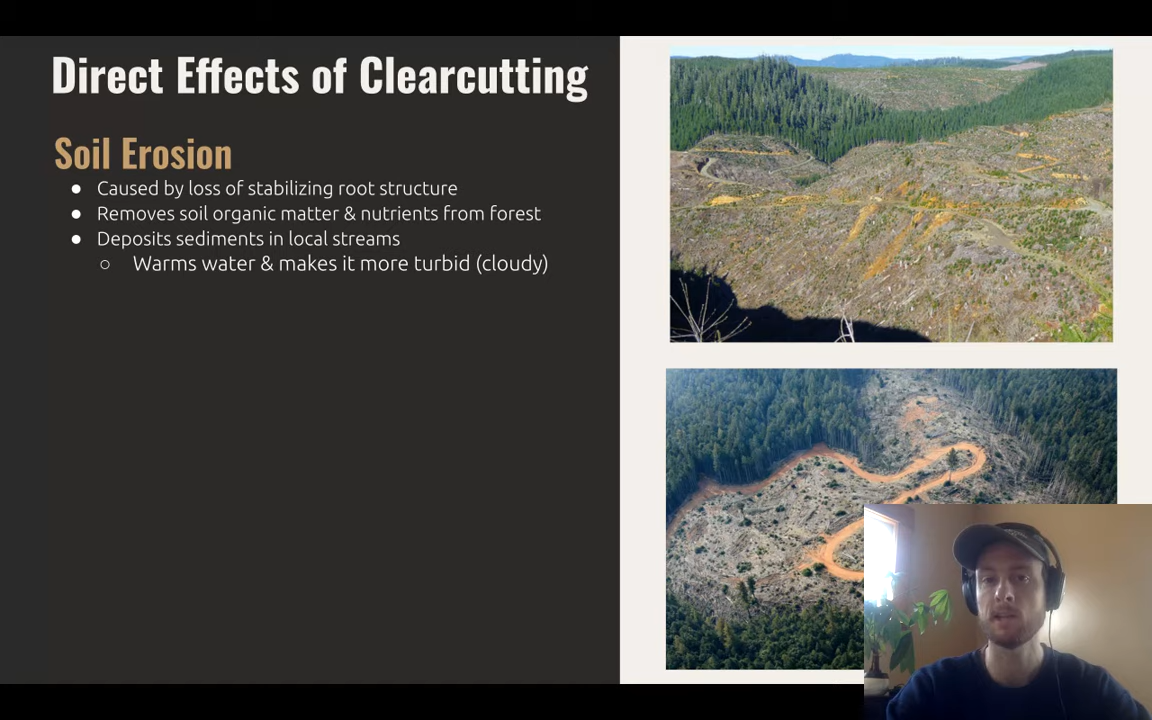 Direct Effects of Clearcutting
Soil Erosion
● Caused by loss of stabilizing root structure
● Removes soil organic matter & nutrients from forest
● Deposits sediments in local streams
○ Warms water & makes it more turbid (cloudy)